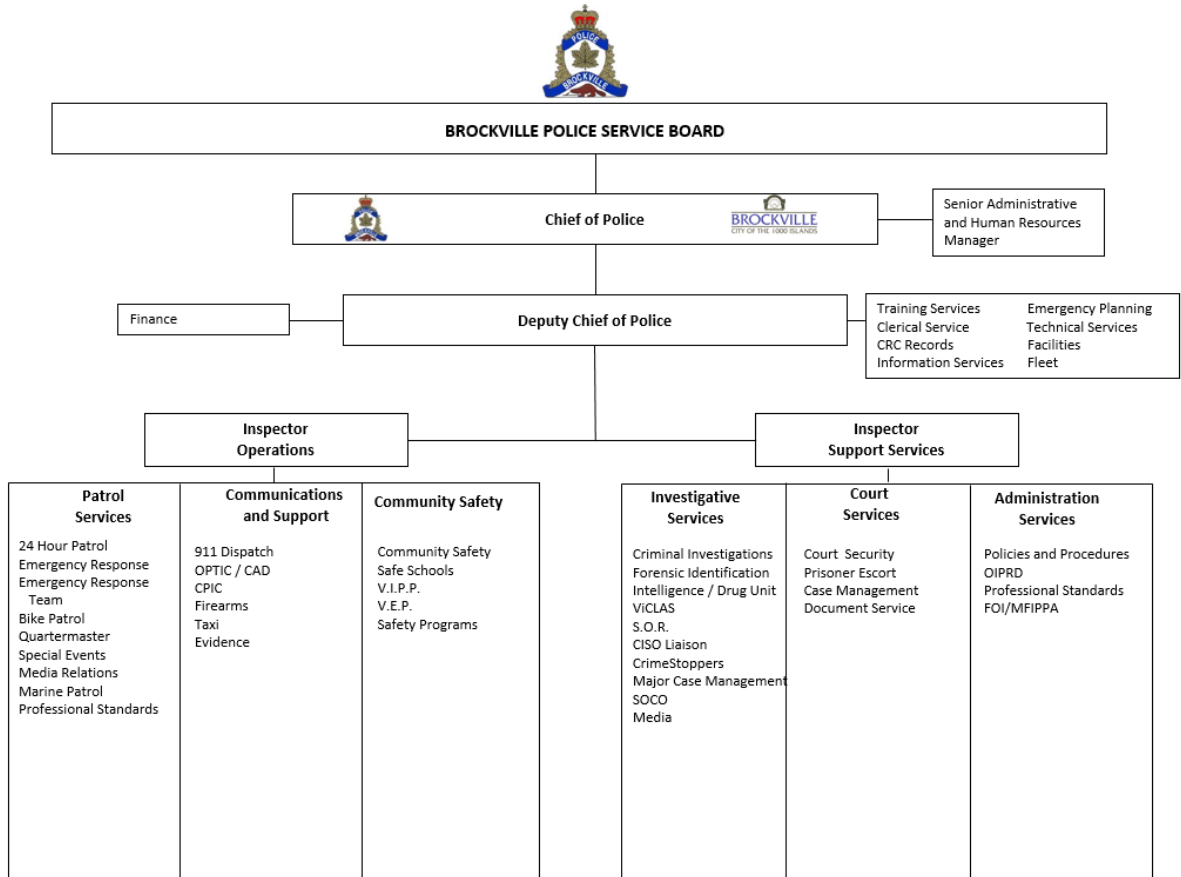 POLICE
BROCKVILLE
BROCKVILLE POLICE SERVICE BOARD
Chief of Police
BROCKVILLE
CITY OF THE 1000 ISLANDS
Senior Administrative
and Human Resources
Manager
Finance
Deputy Chief of Police
Training Services
Clerical Service
CRC Records
Information Services
Emergency Planning
Technical Services
Facilities
Fleet
Inspector
Operations
Inspector
Support Services
Patrol
Services
24 Hour Patrol
Emergency Response
Emergency Response
Team
Bike Patrol
Quartermaster
Special Events
Media Relations
Marine Patrol
Professional Standards
Communications
and Support
911 Dispatch
OPTIC / CAD
CPIC
Firearms
Taxi
Evidence
Community Safety
Community Safety
Safe Schools
V.I.P.P.
V.E.P.
Safety Programs
Investigative
Services
Criminal Investigations
Forensic Identification
Intelligence / Drug Unit
ViCLAS
S.O.R.
CISO Liaison
CrimeStoppers
Major Case Management
SOCO
Media
Court
Services
Court Security
Prisoner Escort
Case Management
Document Service
Administration
Services
Policies and Procedures
OIPRD
Professional Standards
FOI/MFIPPA